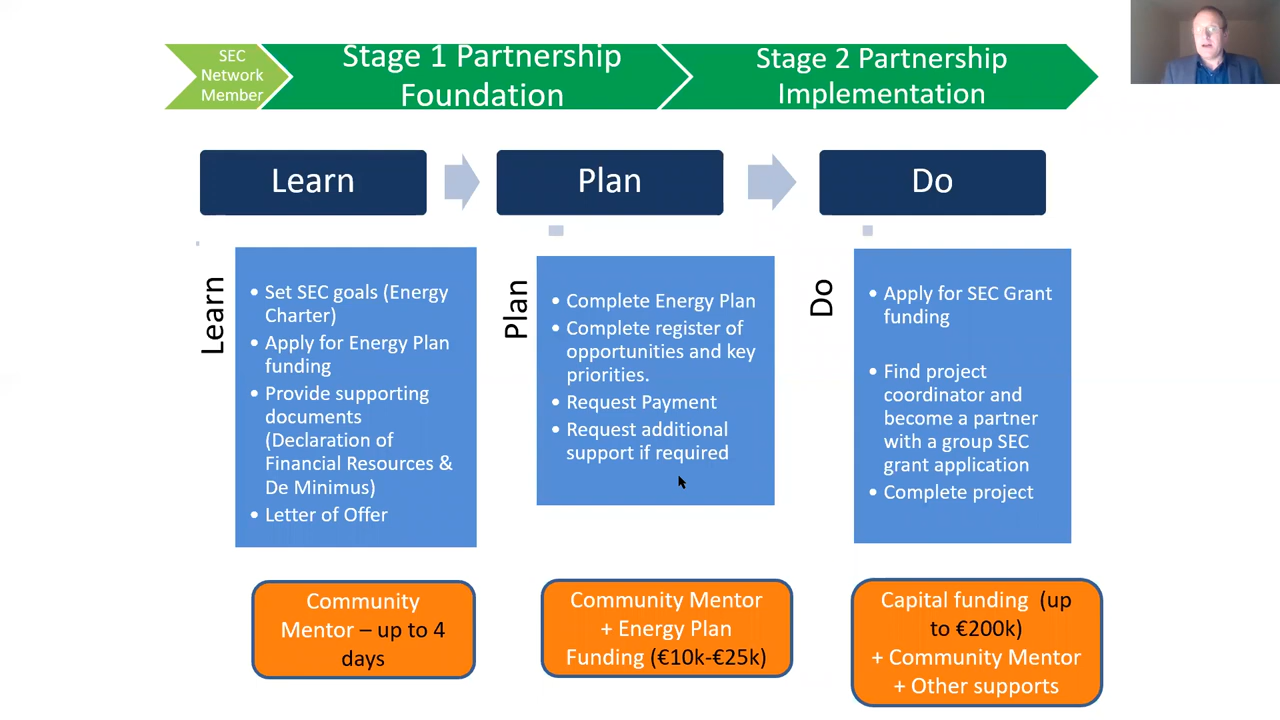 SEC
Network
Member
Stage 1 Partnership
Foundation
Stage 2 Partnership
Implementation
Learn
Plan
Do
Learn
• Set SEC goals (Energy
Charter)
• Apply for Energy Plan
funding
• Provide supporting
documents
(Declaration of
Financial Resources &
De Minimus)
• Letter of Offer
Plan
• Complete Energy Plan
• Complete register of
opportunities and key
priorities.
• Request Payment
• Request additional
support if required
Do
• Apply for SEC Grant
funding
• Find project
coordinator and
become a partner
with a group SEC
grant application
• Complete project
Community
Mentor – up to 4
days
Community Mentor
+ Energy Plan
Funding (€10k-€25k)
Capital funding (up
to €200k)
+ Community Mentor
+ Other supports